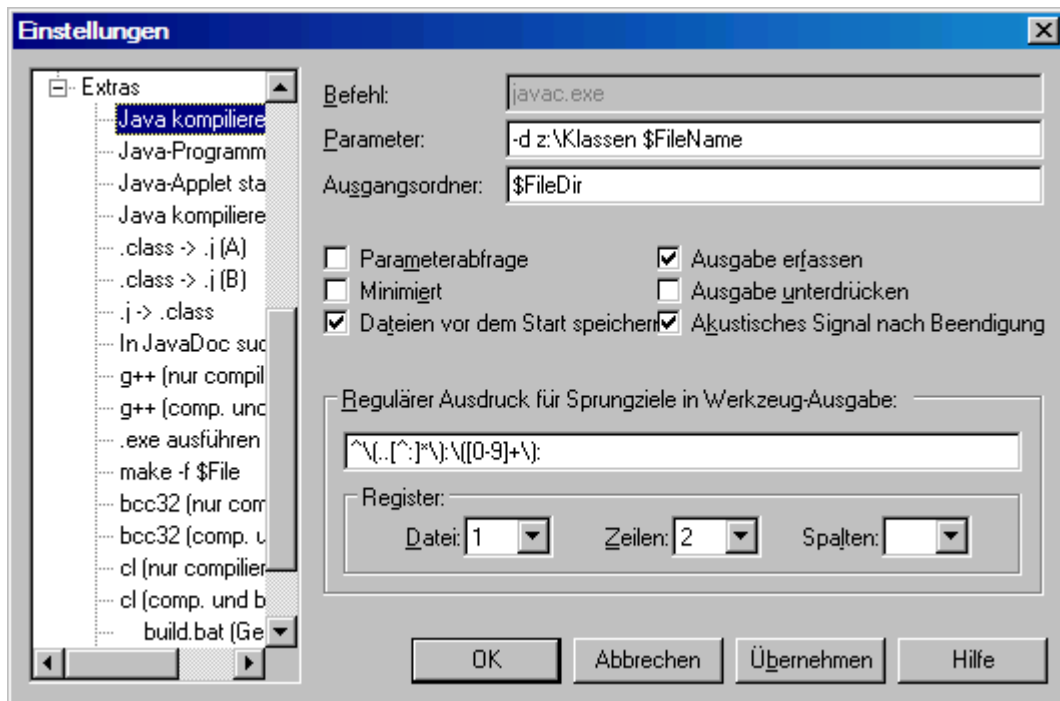 Einstellungen
Extras
Java kompiliere
Java-Programm
Java-Applet sta
Java kompiliere
.class -> .j (A)
.class -> .j (B)
.j -> .class
In JavaDoc suc
g++ (nur compil
g++ (comp. und
.exe ausführen
make -f $File
bcc32 (nur com
bcc32 (comp. u
cl (nur compilier
cl (comp. und b
build.bat (Ge
Befehl: javac.exe
Parameter: -d z:\Klassen $FileName
Ausgangsordner: $FileDir
Parameterabfrage Ausgabe erfassen
Minimiert Ausgabe unterdrücken
Dateien vor dem Start speichern Akustisches Signal nach Beendigung
Regulärer Ausdruck für Sprungziele in Werkzeug-Ausgabe:
^\(..[^:]*\):\([0-9]+\):
Register:
Datei: 1 Zeilen: 2 Spalten:
OK Abbrechen Übernehmen Hilfe